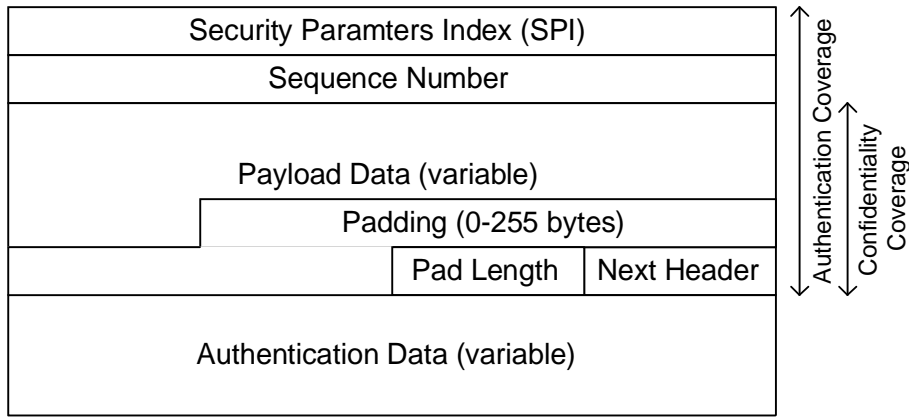 Security Paramters Index (SPI)
Sequence Number
Payload Data (variable)
Padding (0-255 bytes)
Pad Length
Next Header
Authentication Data (variable)
Authentication Coverage
Confidentiality
Coverage